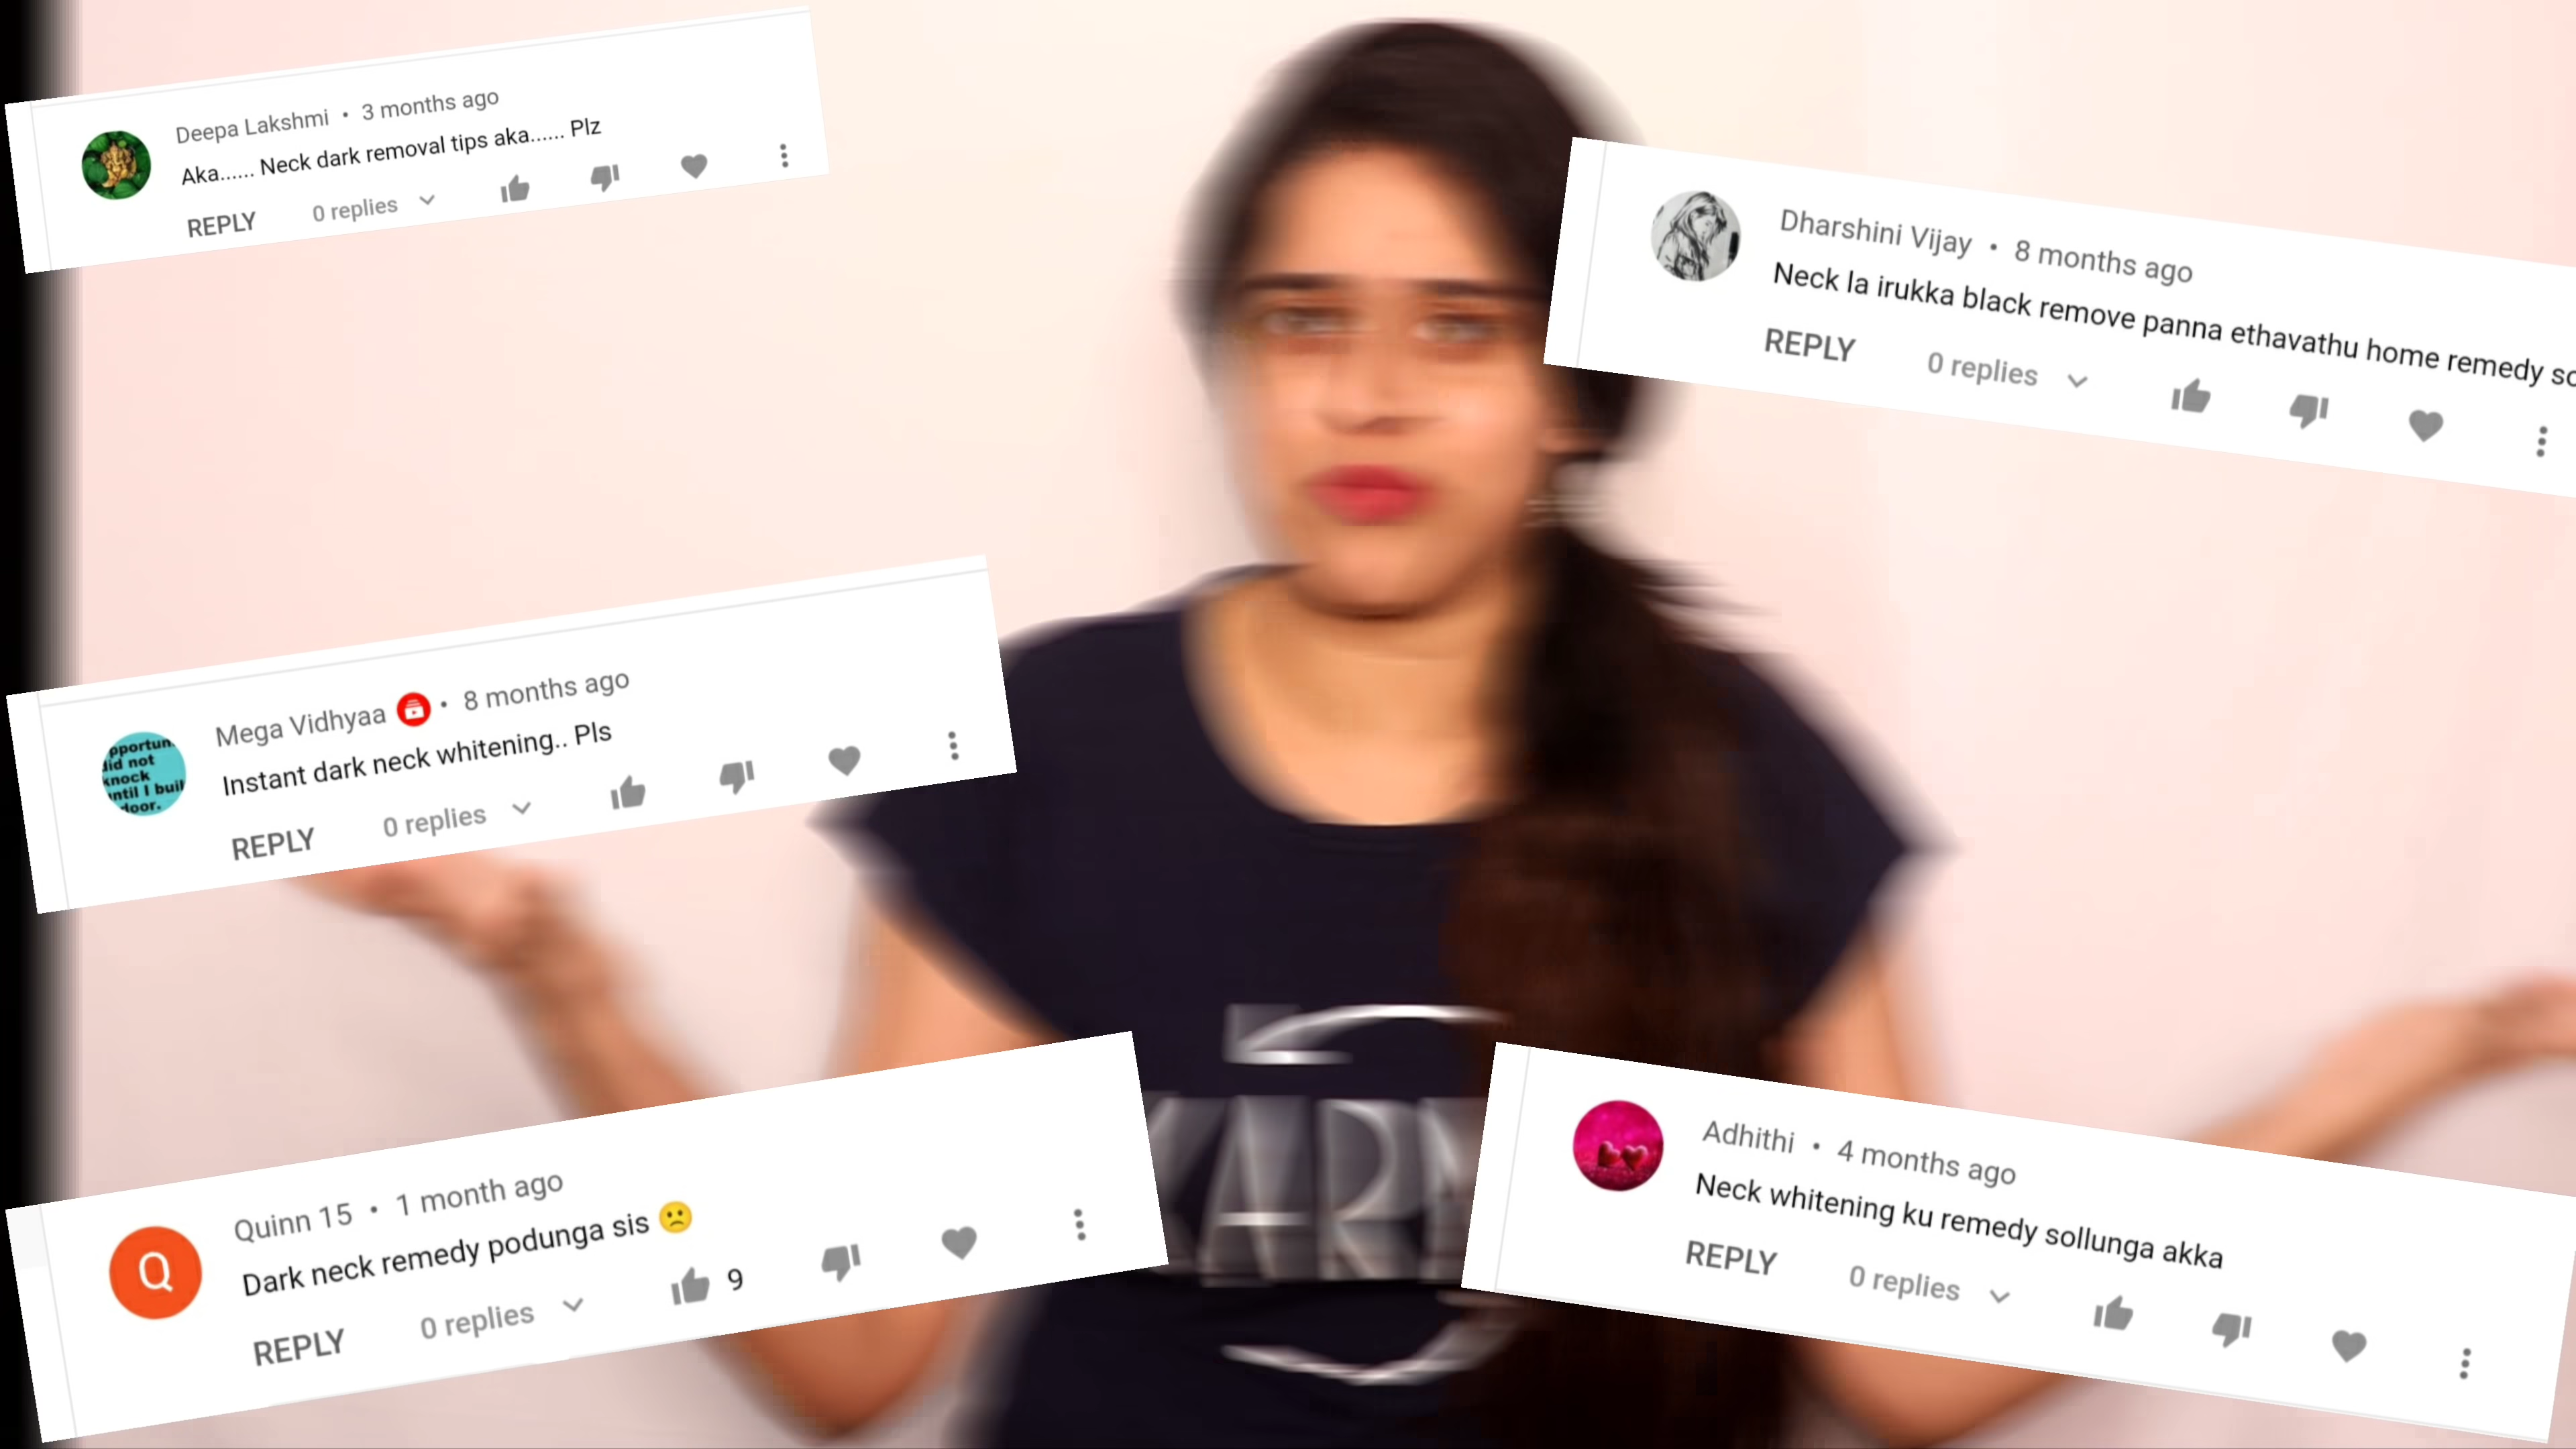 Deepa Lakshmi • 3 months ago
Aka...... Neck dark removal tips aka...... Plz
REPLY 0 replies
Dharshini Vijay • 8 months ago
Neck la irukka black remove panna ethavathu home remedy
REPLY 0 replies
Mega Vidhyaa • 8 months ago
Instant dark neck whitening.. Pls
REPLY 0 replies
did not
knock
Quinn 15 • 1 month ago
Dark neck remedy podunga sis 🙁
REPLY 0 replies 9
Q
Adhithi • 4 months ago
Neck whitening ku remedy sollunga akka
REPLY 0 replies